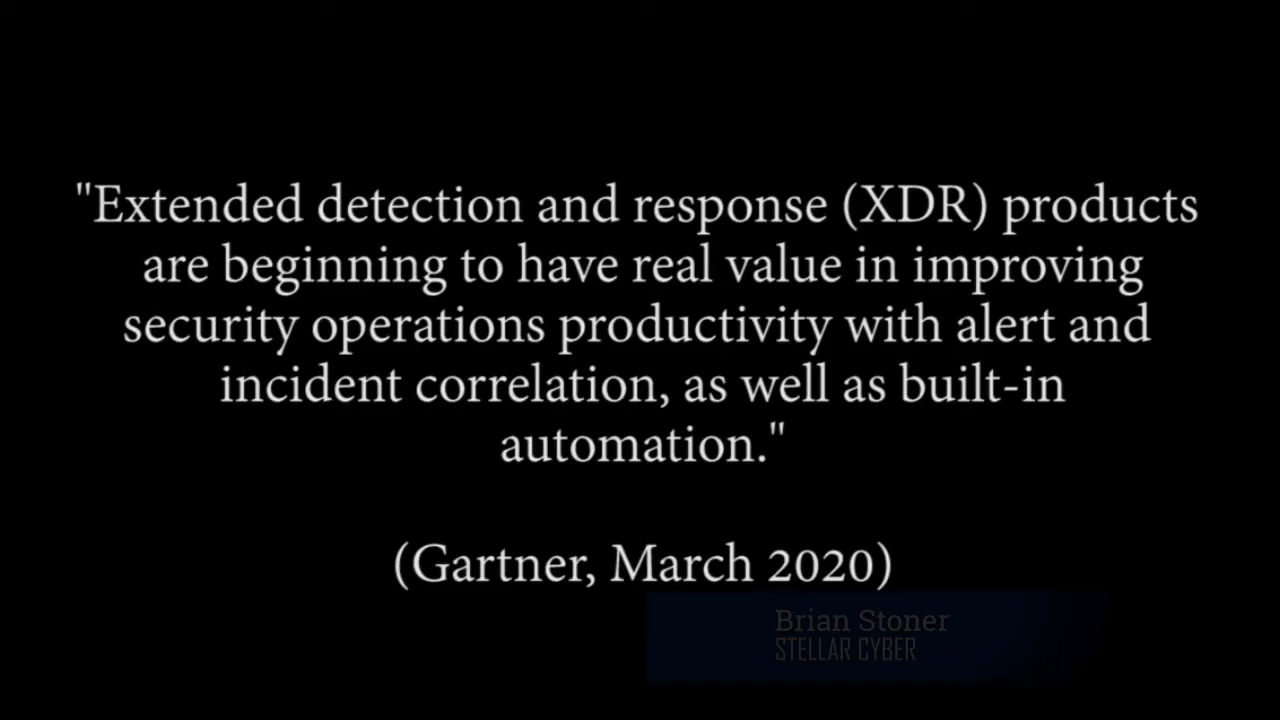 "Extended detection and response (XDR) products
are beginning to have real value in improving
security operations productivity with alert and
incident correlation, as well as built-in
automation."
(Gartner, March 2020)
Brian Stoner
STELLAR CYBER